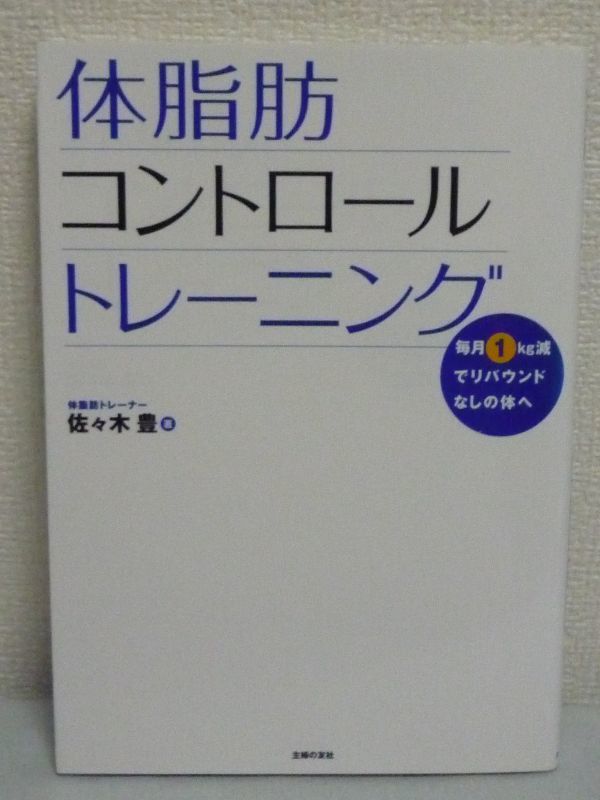 体脂肪
コントロール
トレーニング
毎月1kg減
でリバウンド
なしの体へ
体脂肪トレーナー
佐々木 豊 著
主婦の友社